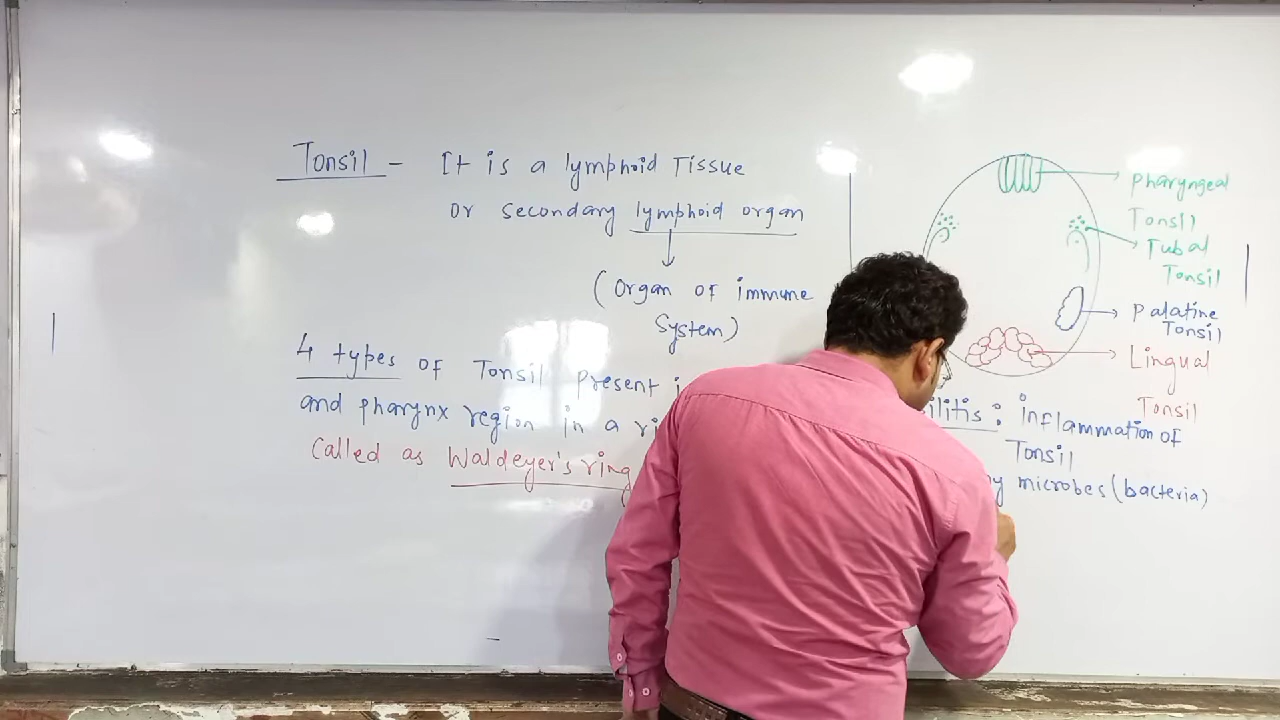 Tonsil - It is a lymphoid Tissue
or secondary lymphoid organ
(organ of immune
system)
4 types of Tonsil present
and pharynx region in a
called as Waldeyer's ring
pharyngeal
Tonsil
Tubal
Tonsil
palatine
Tonsil
Lingual
Tonsil
: inflammation of
Tonsil
microbes (bacteria)